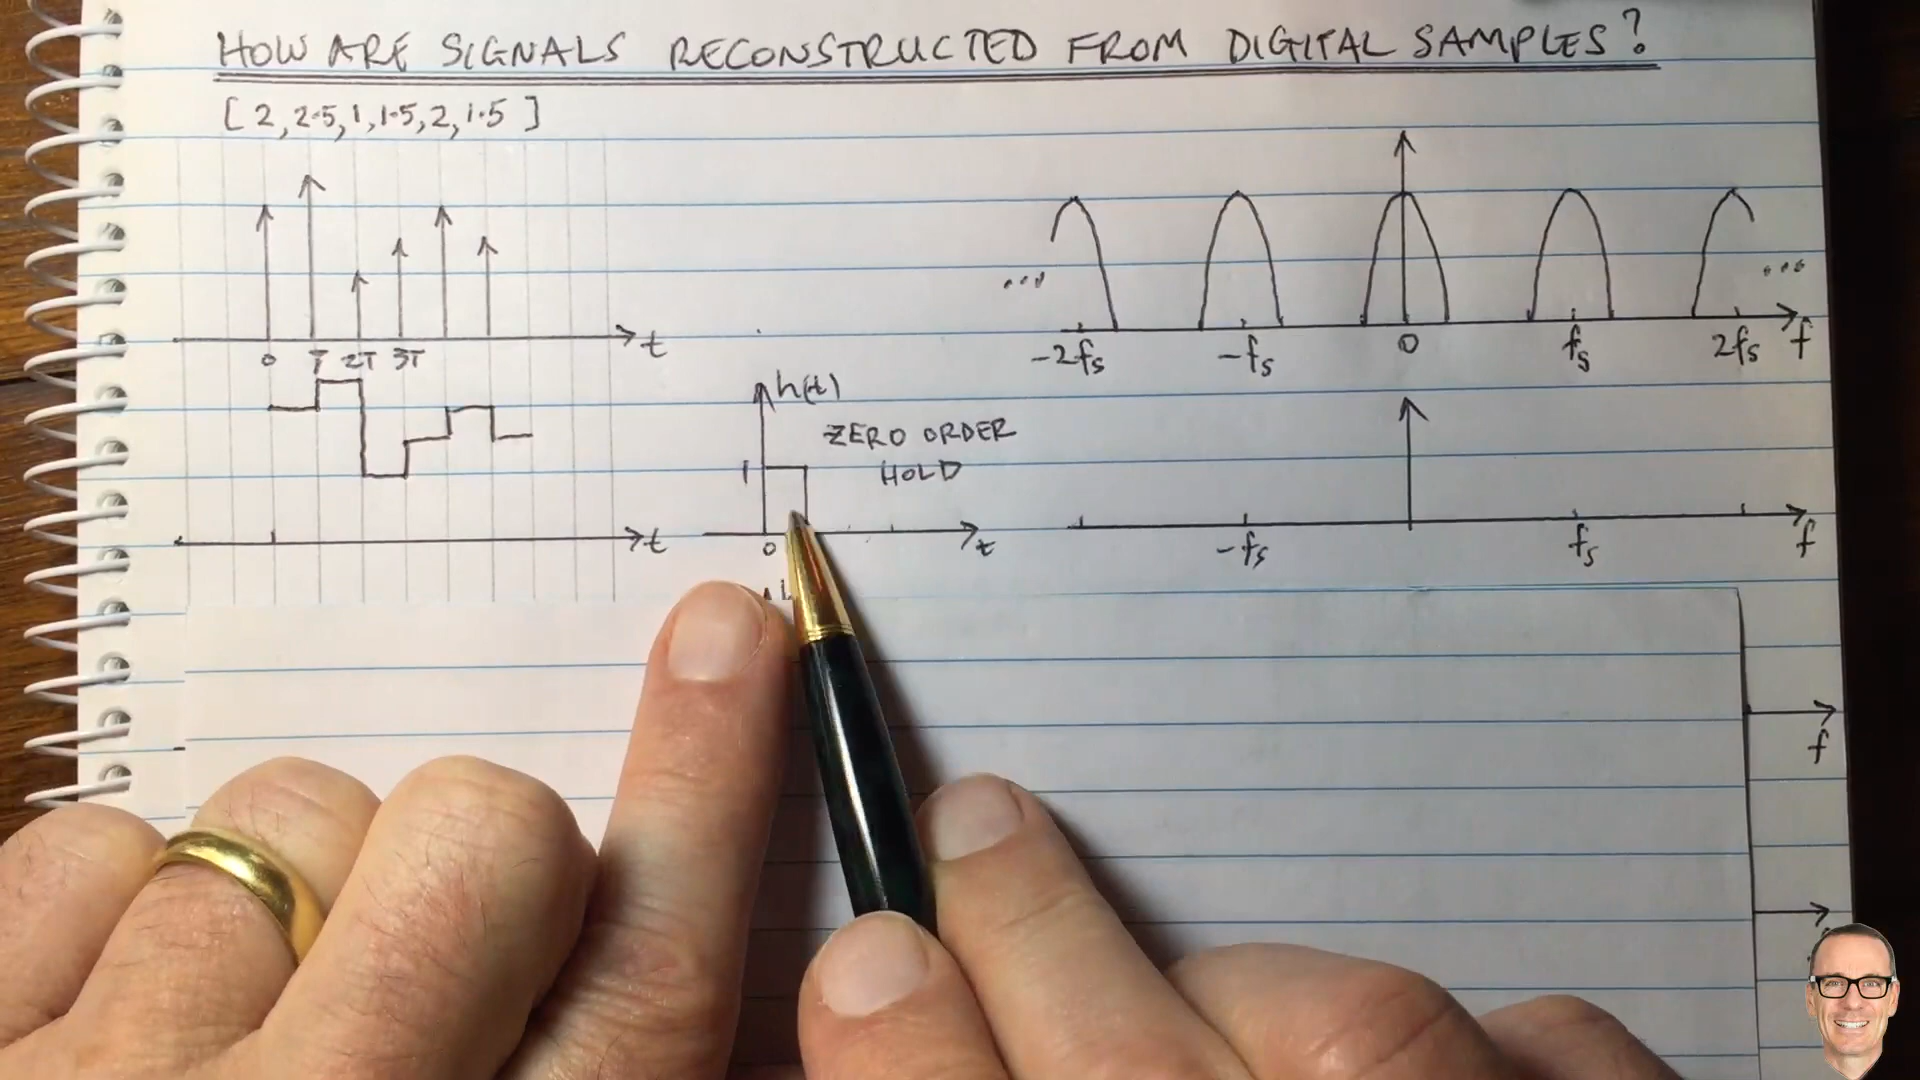 HOW ARE SIGNALS RECONSTRUCTED FROM DIGITAL SAMPLES?
[ 2, 2.5, 1, 1.5, 2, 1.5 ]
... ...
0 T 2T 3T t
-2fs -fs 0 fs 2fs f
h(t)
ZERO ORDER
HOLD
1
t
0 t
-fs fs f
f